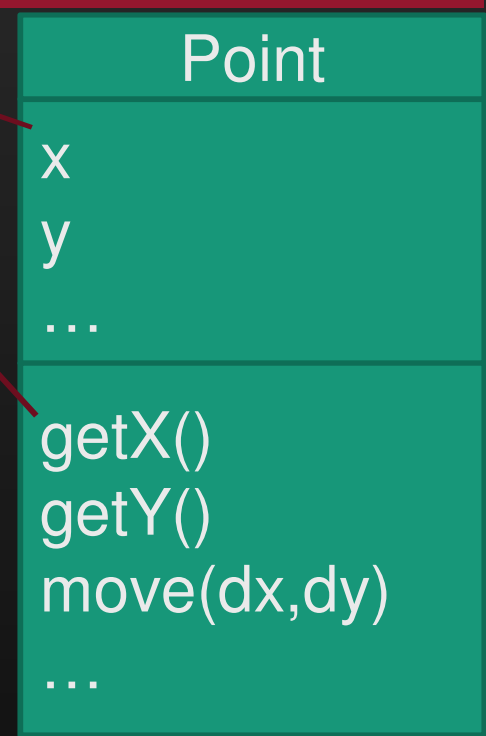 Point
x
y
...
getX()
getY()
move(dx,dy)
...